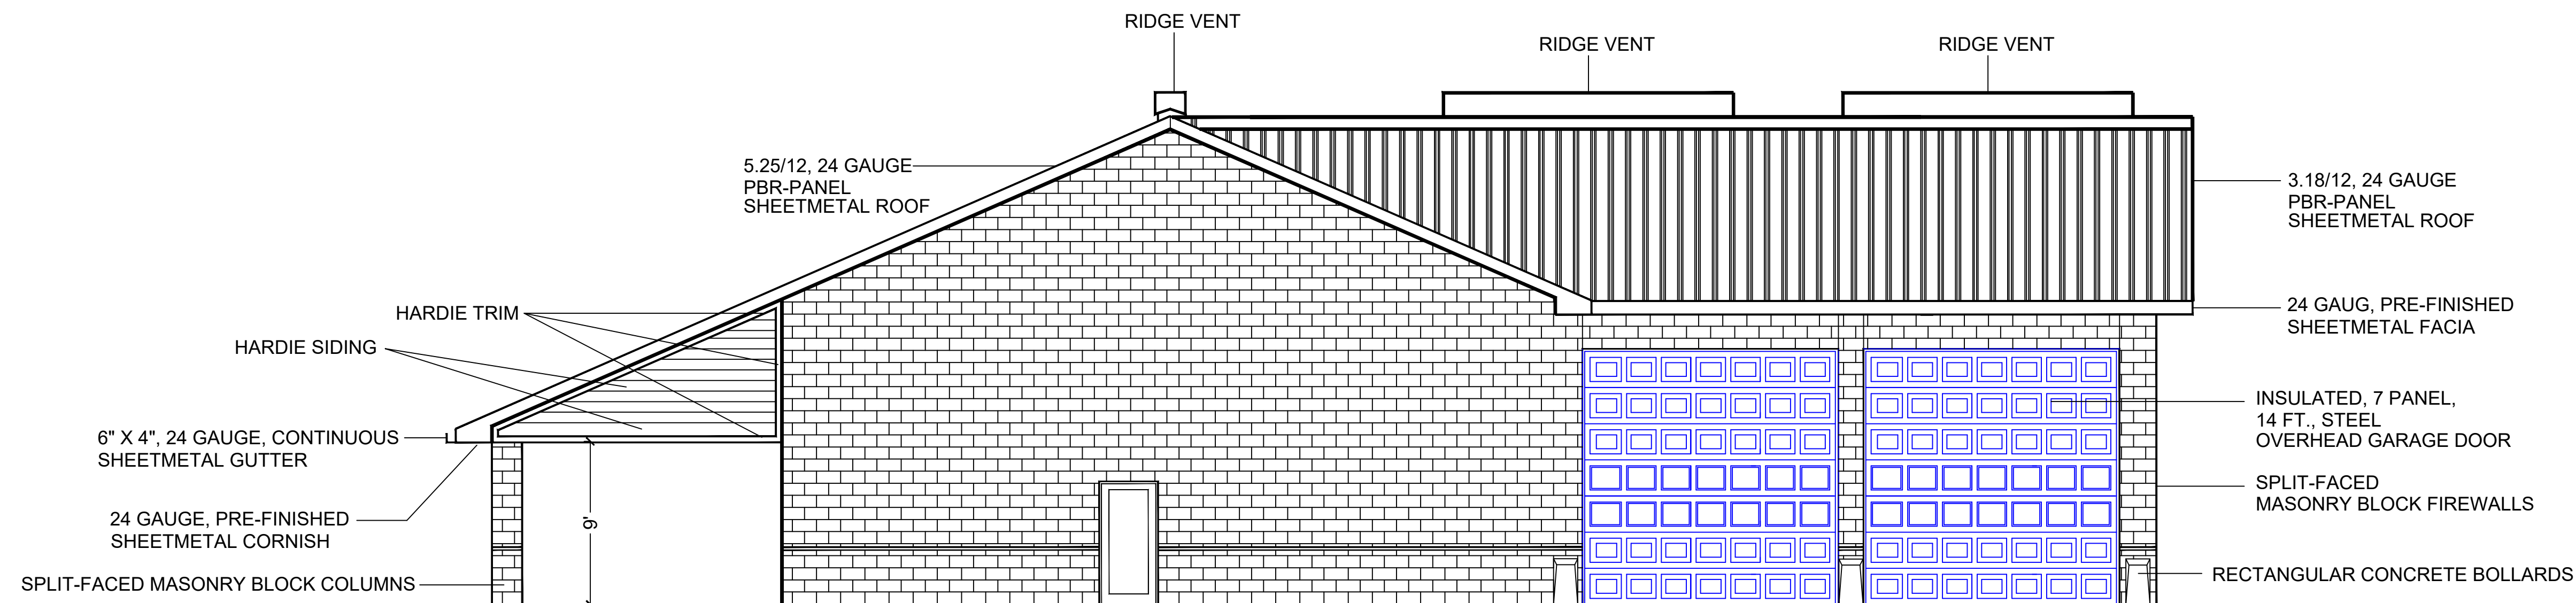 RIDGE VENT
RIDGE VENT
RIDGE VENT
5.25/12, 24 GAUGE
PBR-PANEL
SHEETMETAL ROOF
3.18/12, 24 GAUGE
PBR-PANEL
SHEETMETAL ROOF
HARDIE TRIM
HARDIE SIDING
24 GAUG, PRE-FINISHED
SHEETMETAL FACIA
6" X 4", 24 GAUGE, CONTINUOUS
SHEETMETAL GUTTER
INSULATED, 7 PANEL,
14 FT., STEEL
OVERHEAD GARAGE DOOR
24 GAUGE, PRE-FINISHED
SHEETMETAL CORNISH
9'
SPLIT-FACED
MASONRY BLOCK FIREWALLS
SPLIT-FACED MASONRY BLOCK COLUMNS
RECTANGULAR CONCRETE BOLLARDS